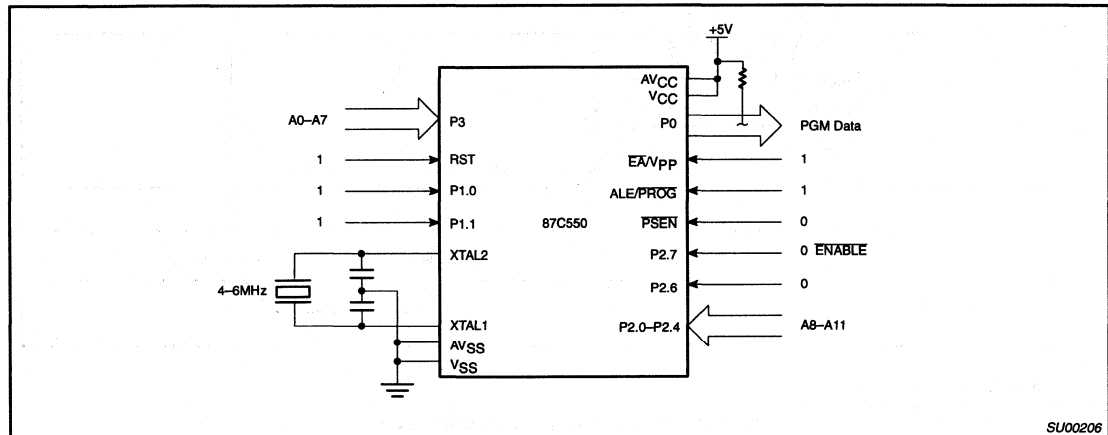 +5V
AVCC
VCC
A0–A7
P3
P0
PGM Data
1
RST
EA/VPP
1
1
P1.0
ALE/PROG
1
1
P1.1
87C550
PSEN
0
XTAL2
P2.7
0 ENABLE
4–6MHz
P2.6
0
XTAL1
P2.0–P2.4
A8–A11
AVSS
VSS
SU00206